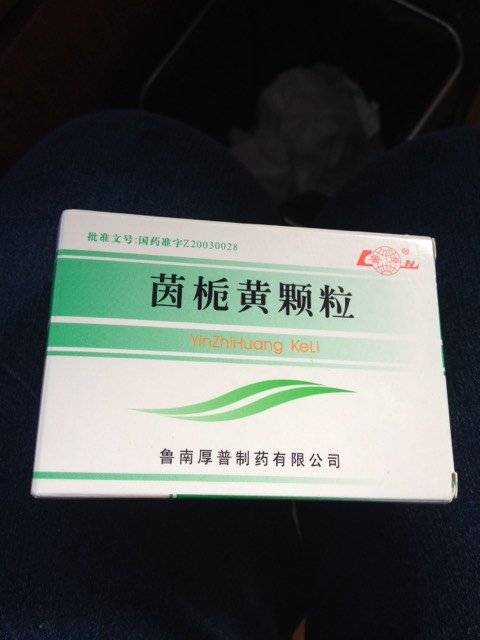 批准文号:国药准字Z20030028
茵栀黄颗粒
YinZhiHuang KeLi
鲁南厚普制药有限公司